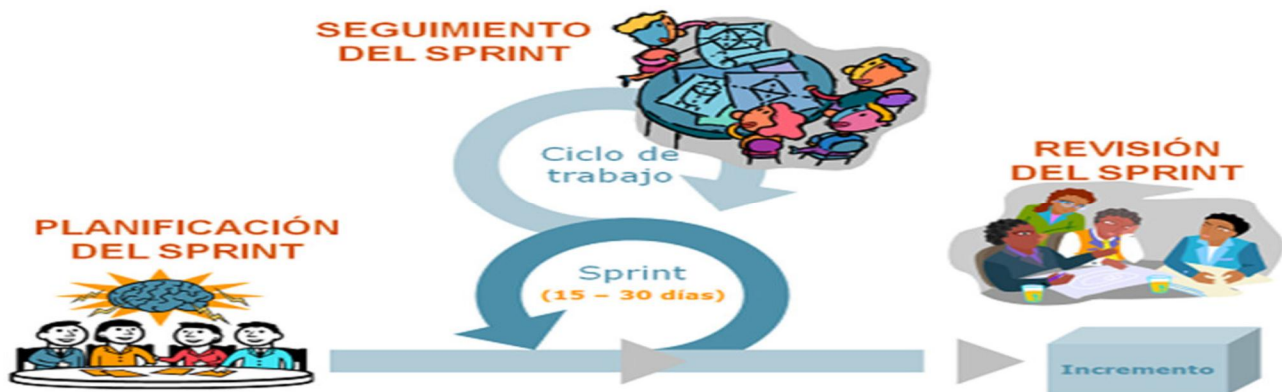 SEGUIMIENTO
DEL SPRINT
Ciclo de
trabajo
REVISIÓN
DEL SPRINT
PLANIFICACIÓN
DEL SPRINT
Sprint
(15 – 30 días)
Incremento